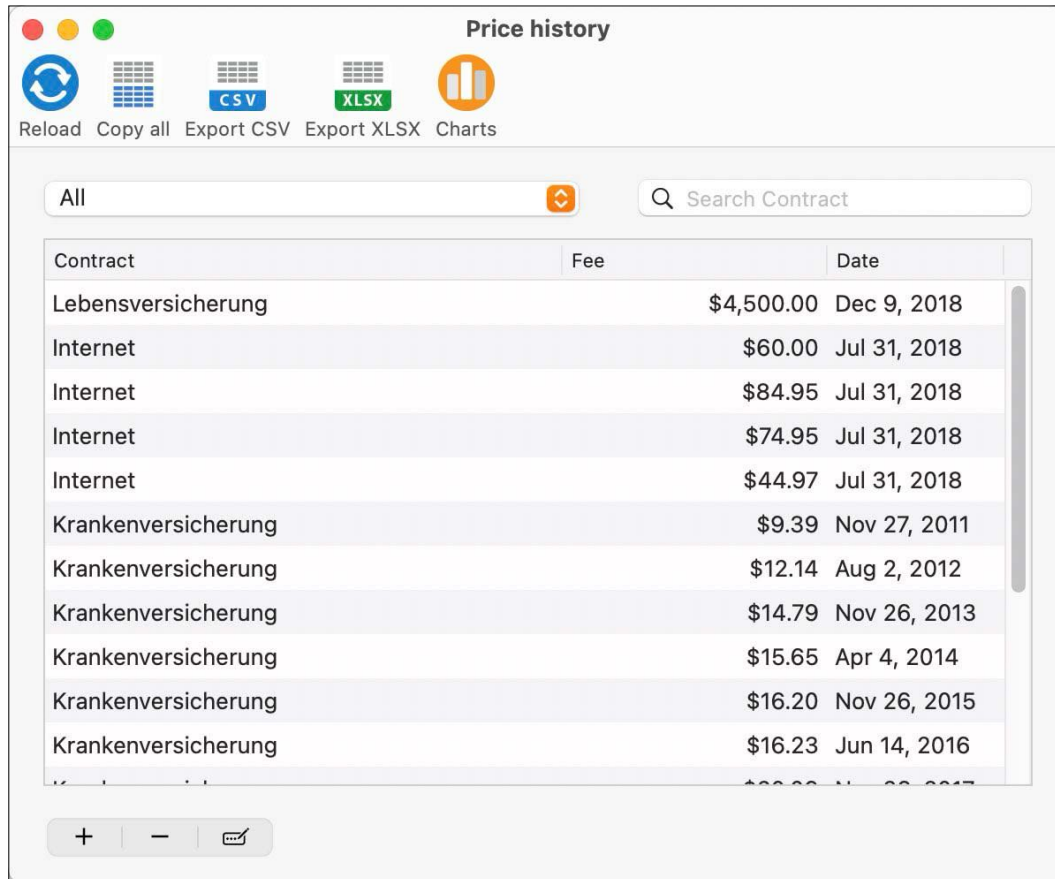 Price history
CSV XLSX
Reload Copy all Export CSV Export XLSX Charts
All Search Contract
Contract Fee Date
Lebensversicherung $4,500.00 Dec 9, 2018
Internet $60.00 Jul 31, 2018
Internet $84.95 Jul 31, 2018
Internet $74.95 Jul 31, 2018
Internet $44.97 Jul 31, 2018
Krankenversicherung $9.39 Nov 27, 2011
Krankenversicherung $12.14 Aug 2, 2012
Krankenversicherung $14.79 Nov 26, 2013
Krankenversicherung $15.65 Apr 4, 2014
Krankenversicherung $16.20 Nov 26, 2015
Krankenversicherung $16.23 Jun 14, 2016